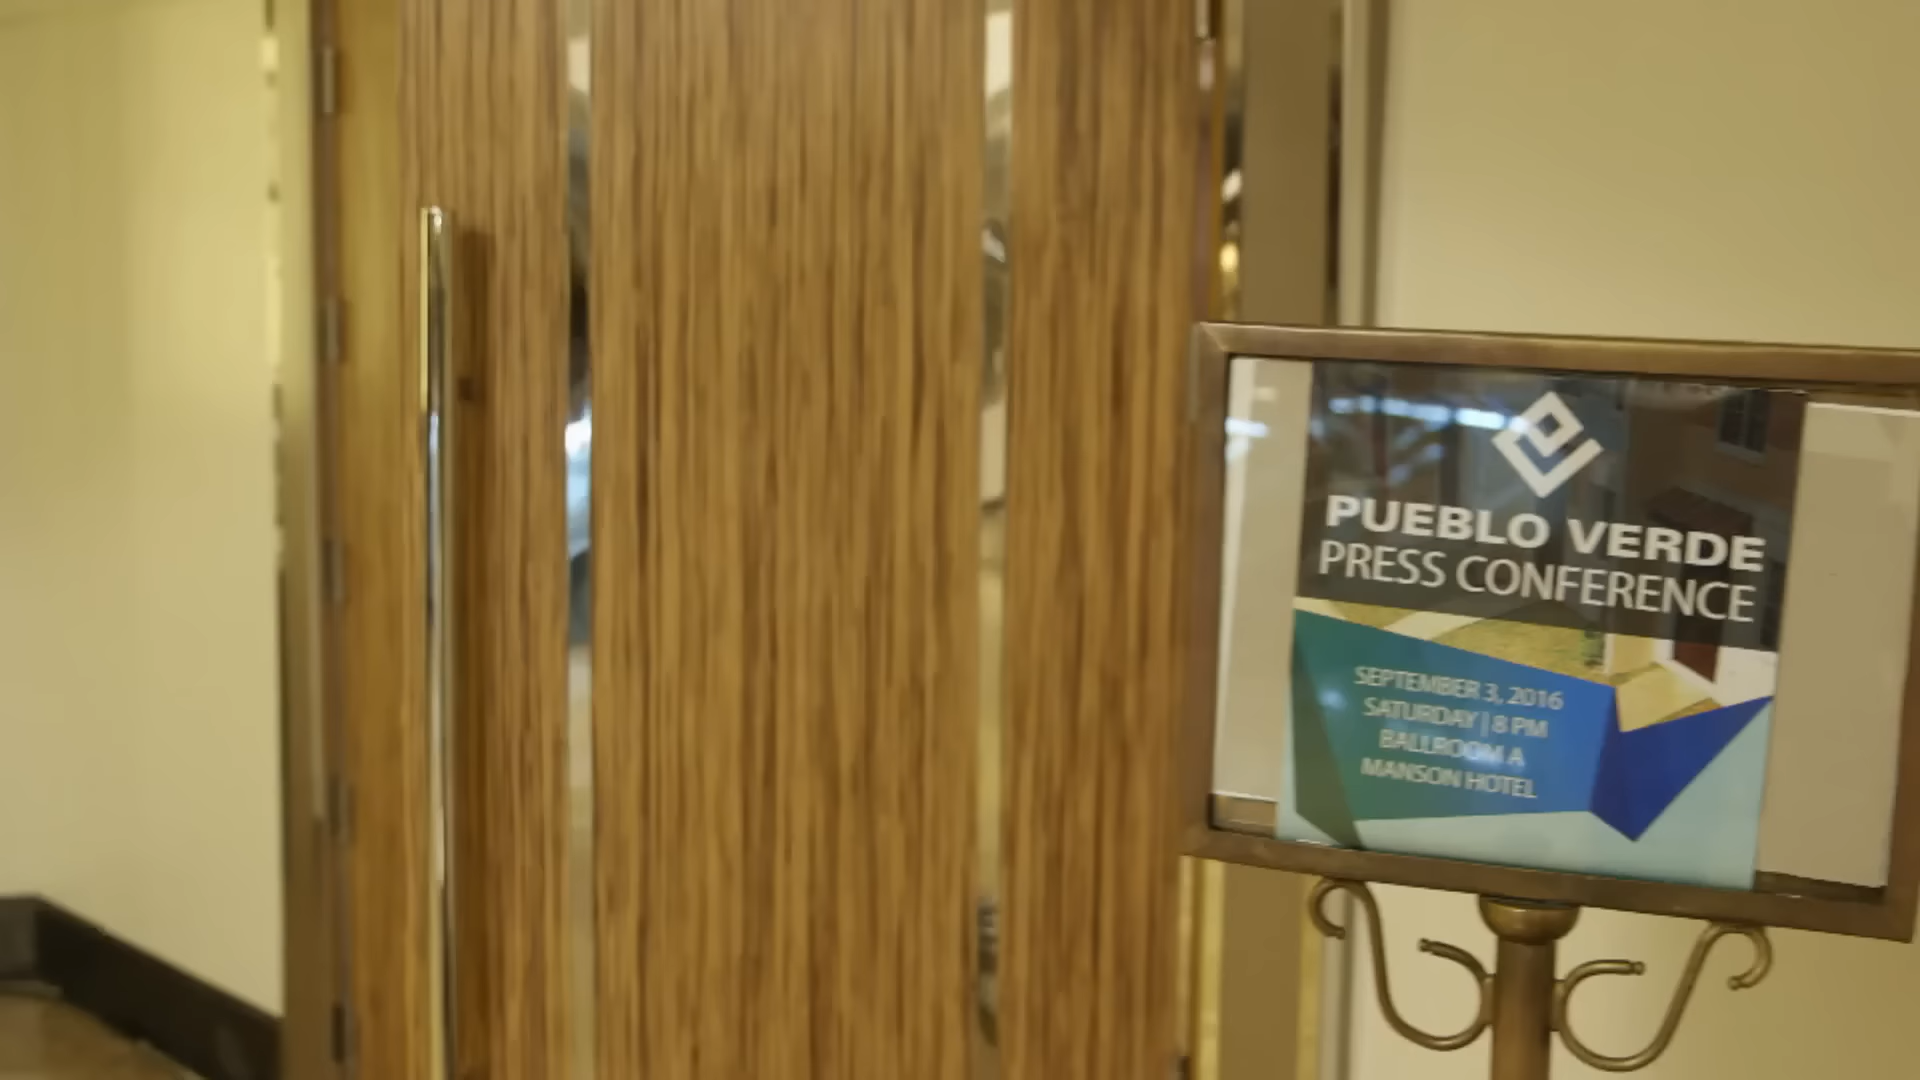 PUEBLO VERDE
PRESS CONFERENCE
SEPTEMBER 3, 2016
SATURDAY | 8 PM
BALLROOM A
MANSON HOTEL